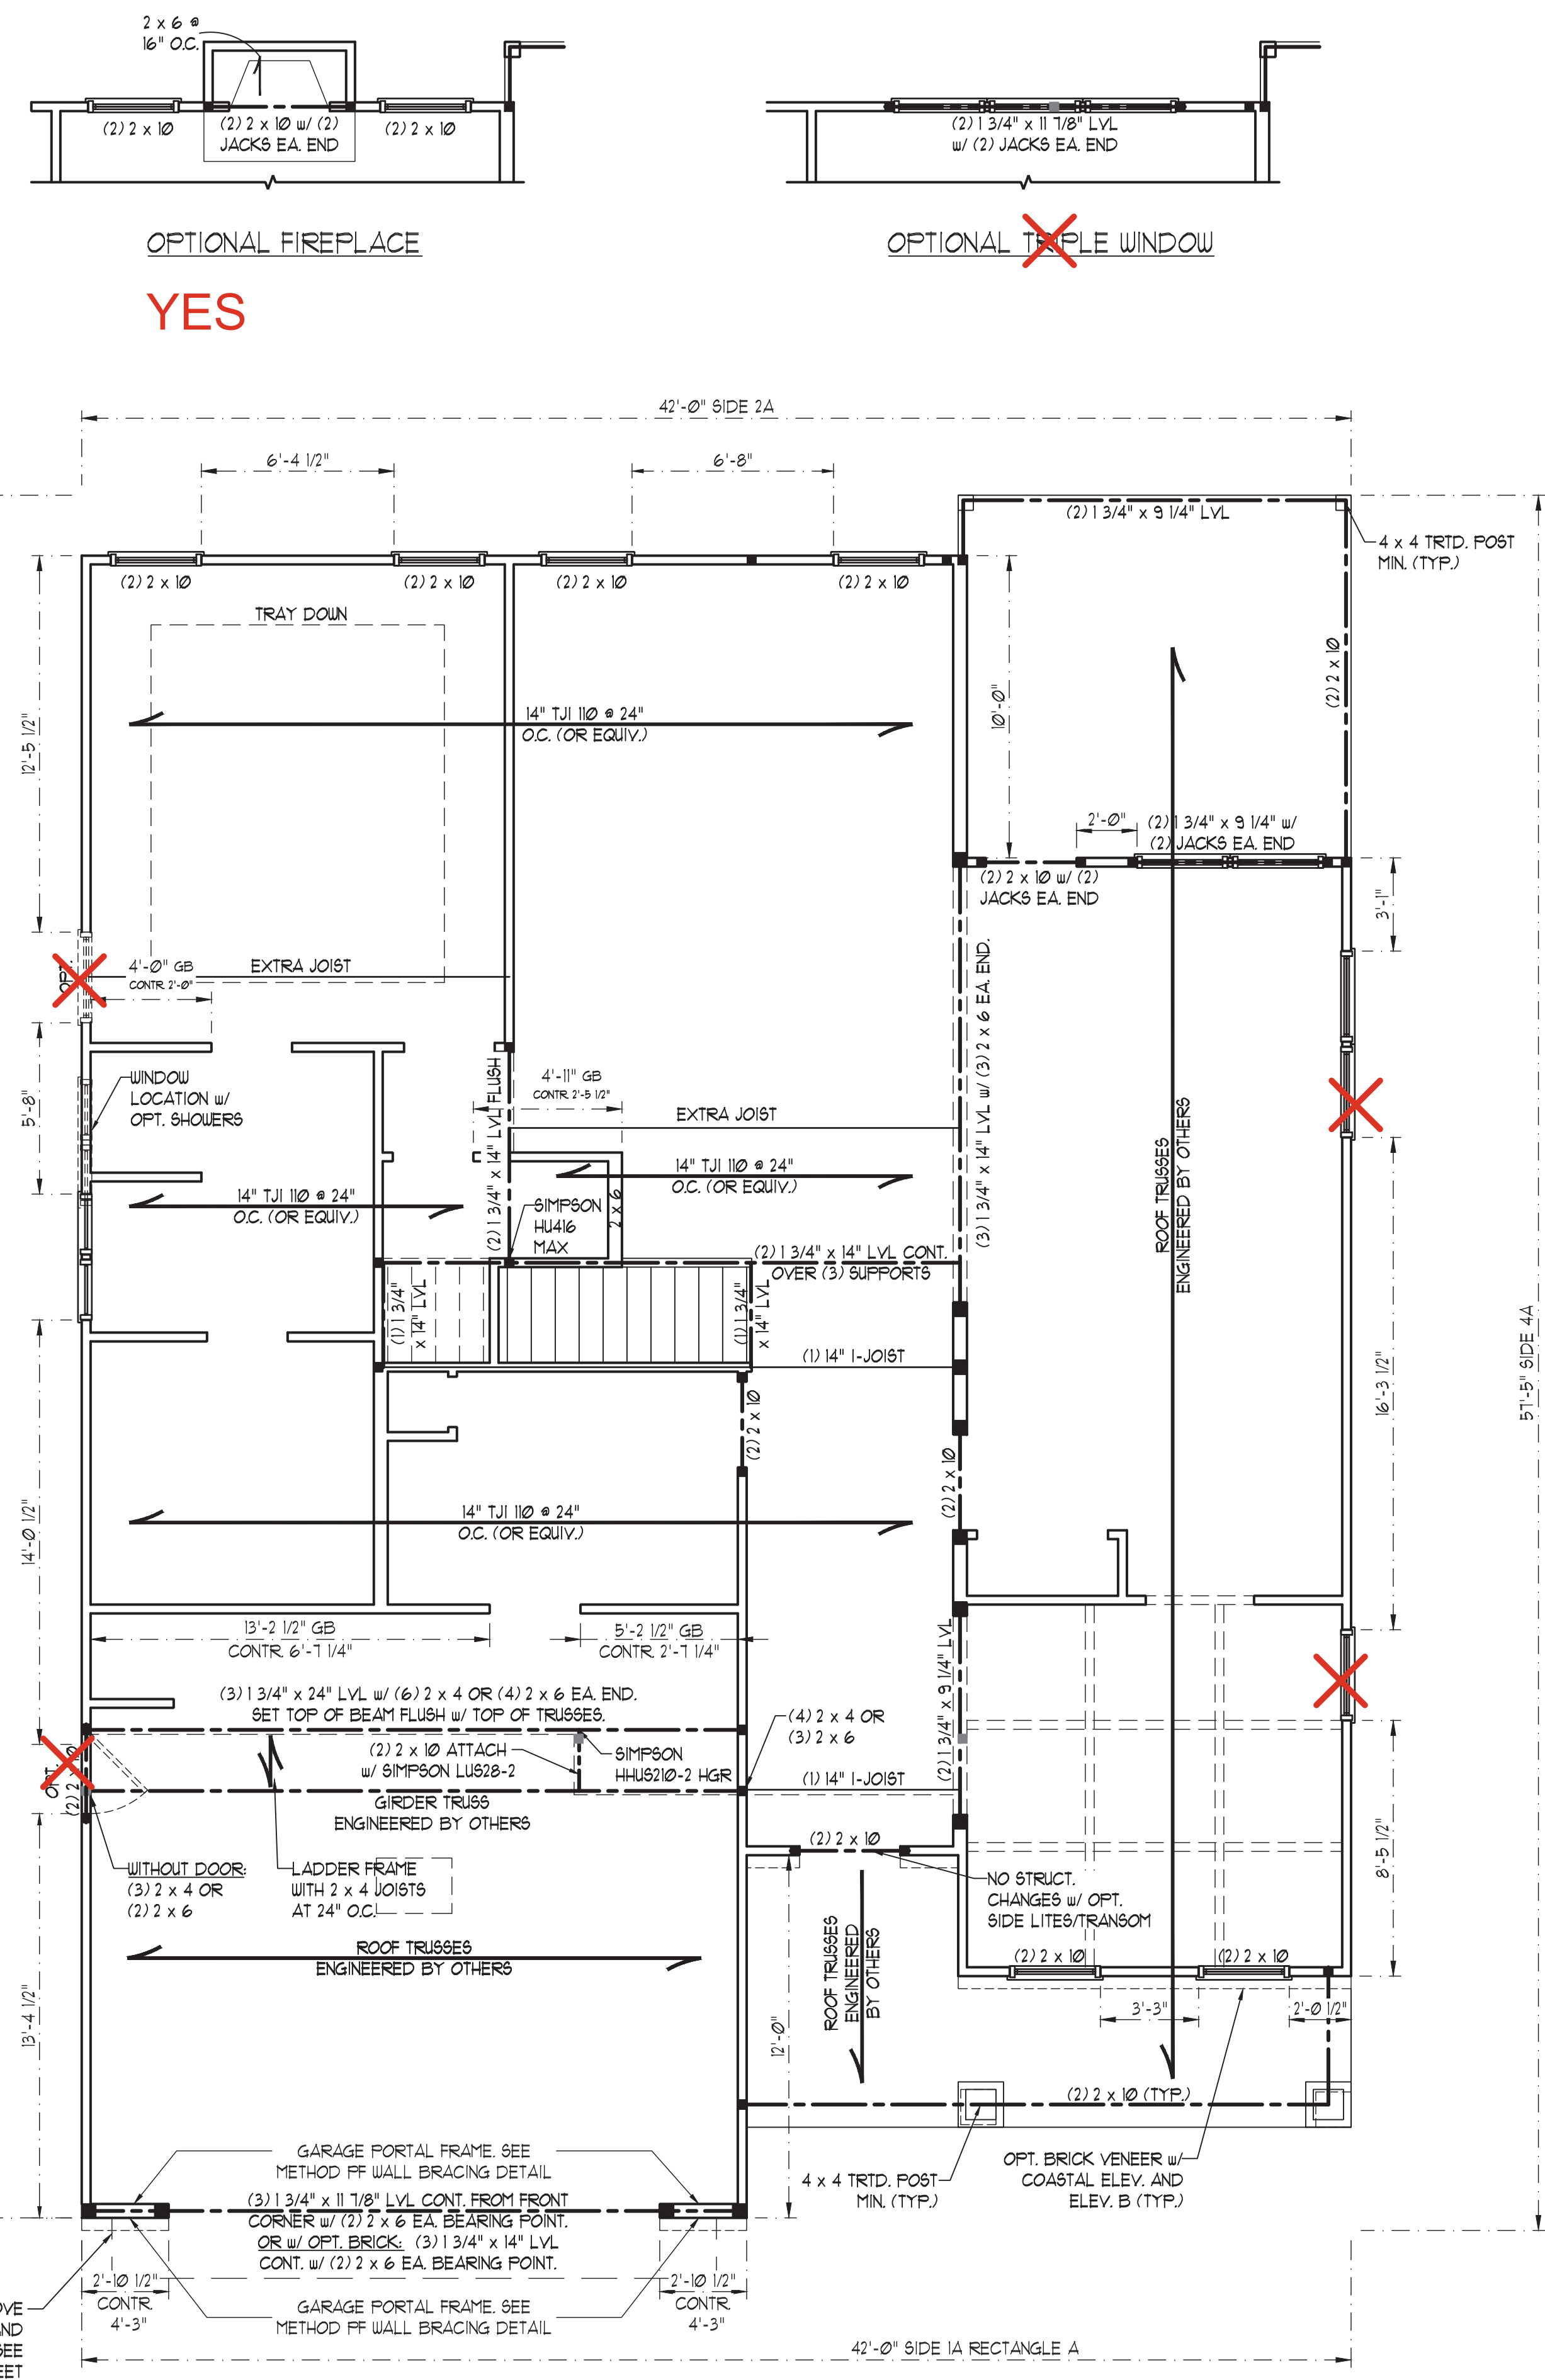 2 x 6 @
16" O.C.
(2) 2 x 10
(2) 2 x 10 w/ (2)
JACKS EA. END
(2) 2 x 10
(2) 1 3/4" x 11 7/8" LVL
w/ (2) JACKS EA. END
OPTIONAL FIREPLACE
OPTIONAL TRIPLE WINDOW
YES
42'-0" SIDE 2A
6'-4 1/2"
6'-8"
(2) 1 3/4" x 9 1/4" LVL
4 x 4 TRTD. POST
MIN. (TYP.)
(2) 2 x 10
(2) 2 x 10
(2) 2 x 10
(2) 2 x 10
TRAY DOWN
(2) 2 x 10
10'-0"
12'-5 1/2"
14" TJI 110 @ 24"
O.C. (OR EQUIV.)
2'-0"
(2) 1 3/4" x 9 1/4" w/
(2) JACKS EA. END
(2) 2 x 10 w/ (2)
JACKS EA. END
3'-1"
OPT.
4'-0" GB
CONTR. 2'-0"
EXTRA JOIST
(3) 1 3/4" x 14" LVL w/ (3) 2 x 6 EA. END.
WINDOW
LOCATION w/
OPT. SHOWERS
5'-8"
(2) 1 3/4" x 14" LVL FLUSH
4'-11" GB
CONTR. 2'-5 1/2"
EXTRA JOIST
14" TJI 110 @ 24"
O.C. (OR EQUIV.)
14" TJI 110 @ 24"
O.C. (OR EQUIV.)
SIMPSON
HU416
MAX
2 x 6
ROOF TRUSSES
ENGINEERED BY OTHERS
(2) 1 3/4" x 14" LVL CONT.
OVER (3) SUPPORTS
(1) 1 3/4"
x 14" LVL
(1) 1 3/4"
x 14" LVL
(1) 14" I-JOIST
57'-5" SIDE 4A
16'-3 1/2"
(2) 2 x 10
(2) 2 x 10
14'-0 1/2"
14" TJI 110 @ 24"
O.C. (OR EQUIV.)
13'-2 1/2" GB
CONTR. 6'-7 1/4"
5'-2 1/2" GB
CONTR. 2'-7 1/4"
(2) 1 3/4" x 9 1/4" LVL
(3) 1 3/4" x 24" LVL w/ (6) 2 x 4 OR (4) 2 x 6 EA. END.
SET TOP OF BEAM FLUSH w/ TOP OF TRUSSES.
(4) 2 x 4 OR
(3) 2 x 6
(2) 2 x 10 ATTACH
w/ SIMPSON LUS28-2
SIMPSON
HHUS210-2 HGR
OPT.
(2) 2 x 10
(1) 14" I-JOIST
GIRDER TRUSS
ENGINEERED BY OTHERS
(2) 2 x 10
WITHOUT DOOR:
(3) 2 x 4 OR
(2) 2 x 6
LADDER FRAME
WITH 2 x 4 JOISTS
AT 24" O.C.
NO STRUCT.
CHANGES w/ OPT.
SIDE LITES/TRANSOM
8'-5 1/2"
ROOF TRUSSES
ENGINEERED BY OTHERS
ROOF TRUSSES
ENGINEERED
BY OTHERS
(2) 2 x 10
(2) 2 x 10
3'-3"
2'-0 1/2"
13'-4 1/2"
12'-0"
(2) 2 x 10 (TYP.)
GARAGE PORTAL FRAME. SEE
METHOD PF WALL BRACING DETAIL
4 x 4 TRTD. POST
MIN. (TYP.)
OPT. BRICK VENEER w/
COASTAL ELEV. AND
ELEV. B (TYP.)
(3) 1 3/4" x 11 7/8" LVL CONT. FROM FRONT
CORNER w/ (2) 2 x 6 EA. BEARING POINT.
OR w/ OPT. BRICK: (3) 1 3/4" x 14" LVL
CONT. w/ (2) 2 x 6 EA. BEARING POINT.
2'-10 1/2"
CONTR.
4'-3"
2'-10 1/2"
CONTR.
4'-3"
GARAGE PORTAL FRAME. SEE
METHOD PF WALL BRACING DETAIL
OVE
ND
SEE
EET
42'-0" SIDE 1A RECTANGLE A